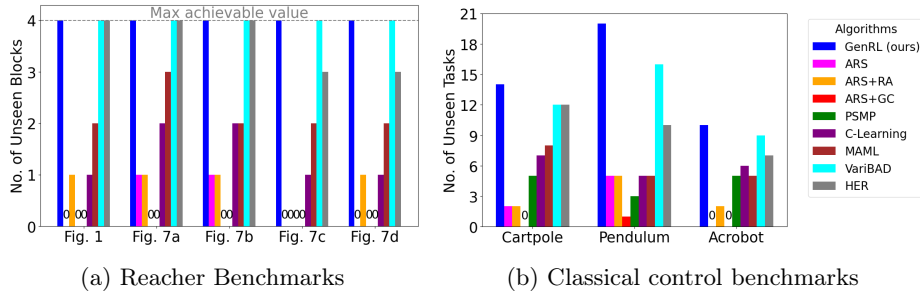 Max achievable value
4
3
2
1
0
No. of Unseen Blocks
0 00
00
00
0000
0 00
Fig. 1 Fig. 7a Fig. 7b Fig. 7c Fig. 7d
(a) Reacher Benchmarks
21
18
15
12
9
6
3
0
No. of Unseen Tasks
0
0 0
Cartpole Pendulum Acrobot
(b) Classical control benchmarks
Algorithms
GenRL (ours)
ARS
ARS+RA
ARS+GC
PSMP
C-Learning
MAML
VariBAD
HER